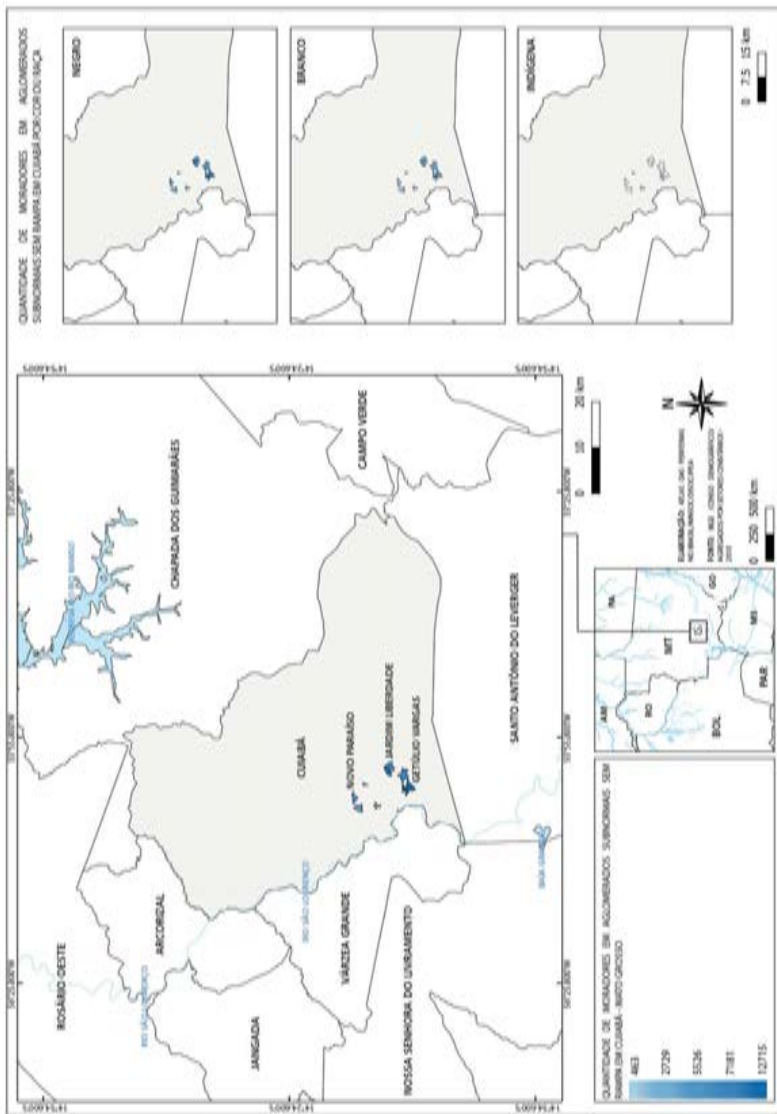 QUANTIDADE DE MORADORES EM AGLOMERADOS
SUBNORMAIS SEM RAMPA EM CUIABÁ POR COR OU RAÇA
NEGRO
BRANCO
INDÍGENA
0 7.5 15 km
ROSÁRIO OESTE
CHAPADA DOS GUIMARÃES
ARCORIZAL
JANGADA
CUIABÁ
NOVO PARAÍSO
JARDIM LIBERDADE
GETÚLIO VARGAS
CAMPO VERDE
RIO SÃO LOURENÇO
VÁRZEA GRANDE
NOSSA SENHORA DO LIVRAMENTO
SANTO ANTÔNIO DO LEVERGER
0 10 20 km
N
0 250 500 km
AM
PA
RO
MT
GO
BOL
MS
PAR
QUANTIDADE DE MORADORES EM AGLOMERADOS SUBNORMAIS SEM
RAMPA EM CUIABÁ - MATO GROSSO
463
2729
5526
7181
12715